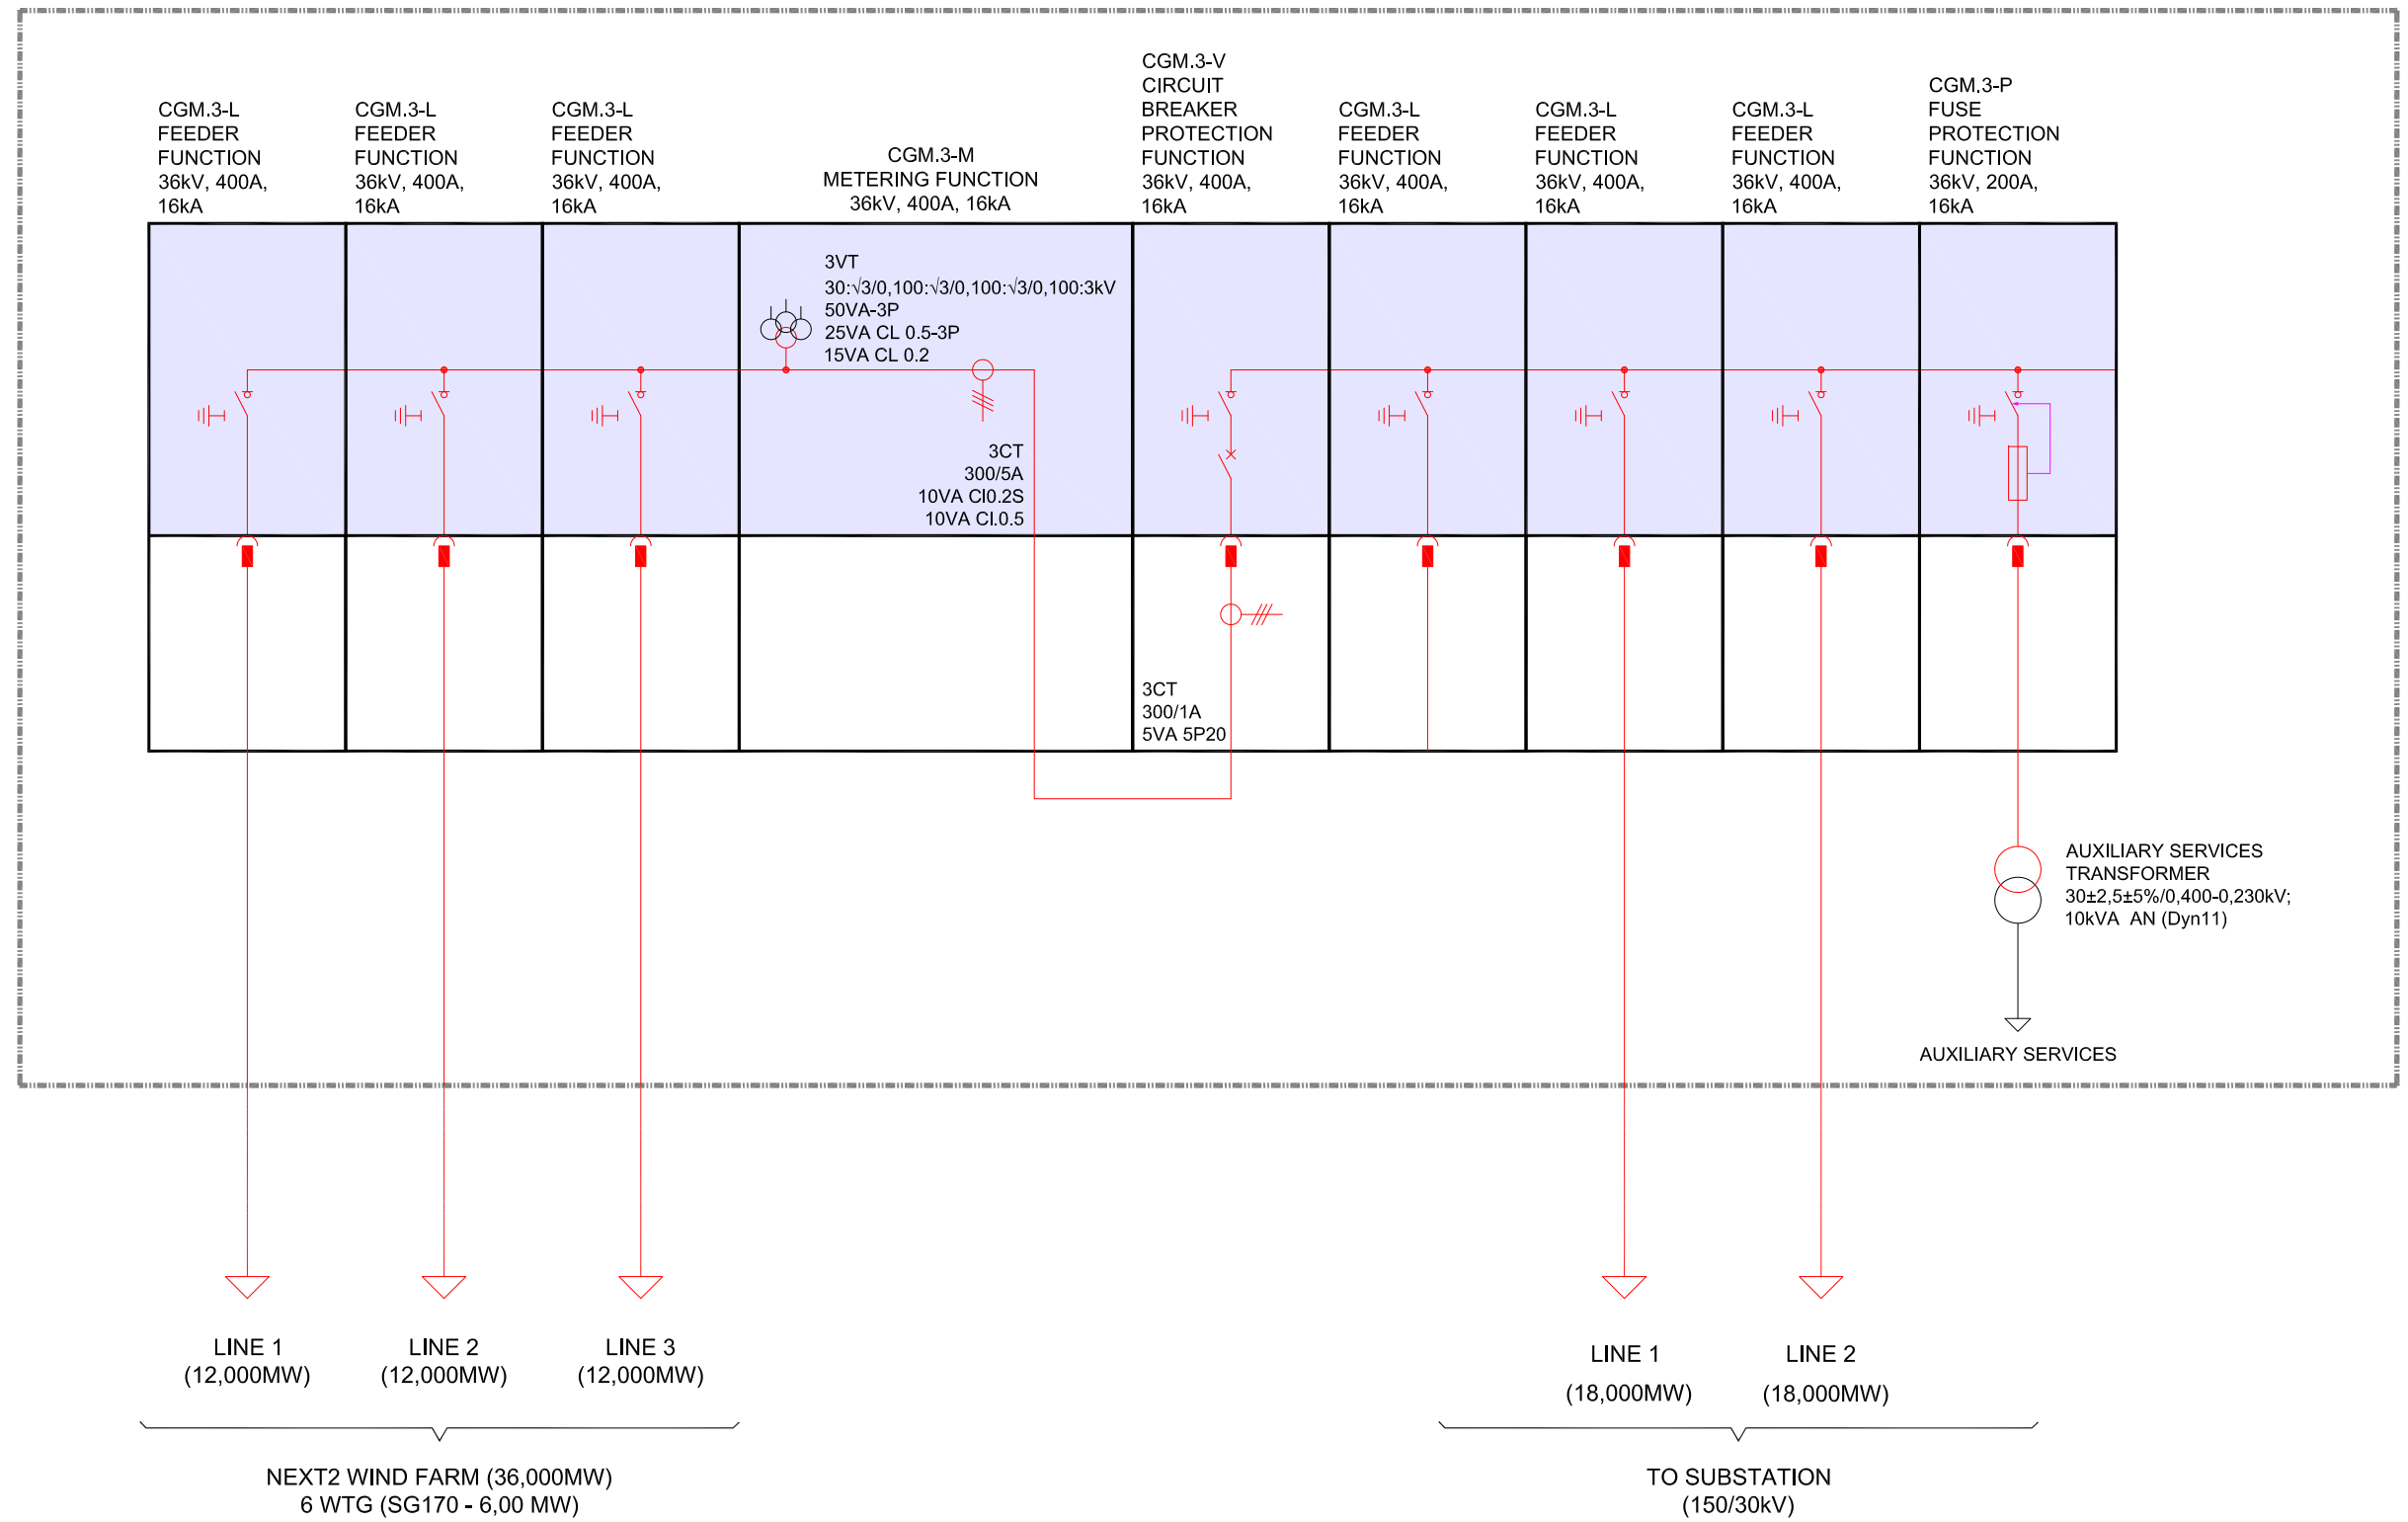 CGM.3-L
FEEDER
FUNCTION
36kV, 400A,
16kA
CGM.3-L
FEEDER
FUNCTION
36kV, 400A,
16kA
CGM.3-L
FEEDER
FUNCTION
36kV, 400A,
16kA
CGM.3-M
METERING FUNCTION
36kV, 400A, 16kA
CGM.3-V
CIRCUIT
BREAKER
PROTECTION
FUNCTION
36kV, 400A,
16kA
CGM.3-L
FEEDER
FUNCTION
36kV, 400A,
16kA
CGM.3-L
FEEDER
FUNCTION
36kV, 400A,
16kA
CGM.3-L
FEEDER
FUNCTION
36kV, 400A,
16kA
CGM.3-P
FUSE
PROTECTION
FUNCTION
36kV, 200A,
16kA
3VT
30:√3/0,100:√3/0,100:√3/0,100:3kV
50VA-3P
25VA CL 0.5-3P
15VA CL 0.2
3CT
300/5A
10VA Cl0.2S
10VA Cl.0.5
3CT
300/1A
5VA 5P20
AUXILIARY SERVICES
TRANSFORMER
30±2,5±5%/0,400-0,230kV;
10kVA AN (Dyn11)
AUXILIARY SERVICES
LINE 1
(12,000MW)
LINE 2
(12,000MW)
LINE 3
(12,000MW)
LINE 1
(18,000MW)
LINE 2
(18,000MW)
NEXT2 WIND FARM (36,000MW)
6 WTG (SG170 - 6,00 MW)
TO SUBSTATION
(150/30kV)